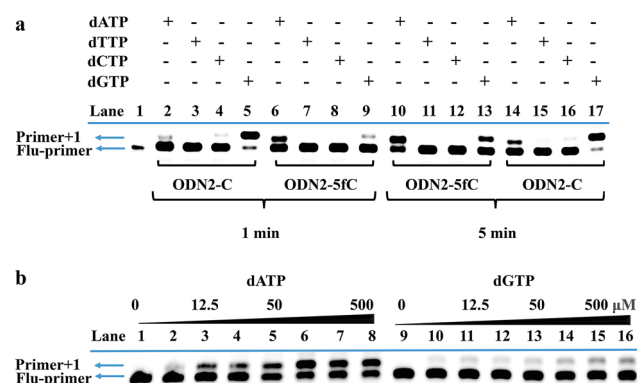 a
dATP + - - - + - - - + - - - + - - -
dTTP - + - - - + - - - + - - - + - -
dCTP - - + - - - + - - - + - - - + -
dGTP - - - + - - - + - - - + - - - +
Lane 1 2 3 4 5 6 7 8 9 10 11 12 13 14 15 16 17
Primer+1
Flu-primer
ODN2-C ODN2-5fC ODN2-5fC ODN2-C
1 min 5 min
b
dATP dGTP
0 12.5 50 500 0 12.5 50 500 μM
Lane 1 2 3 4 5 6 7 8 9 10 11 12 13 14 15 16
Primer+1
Flu-primer